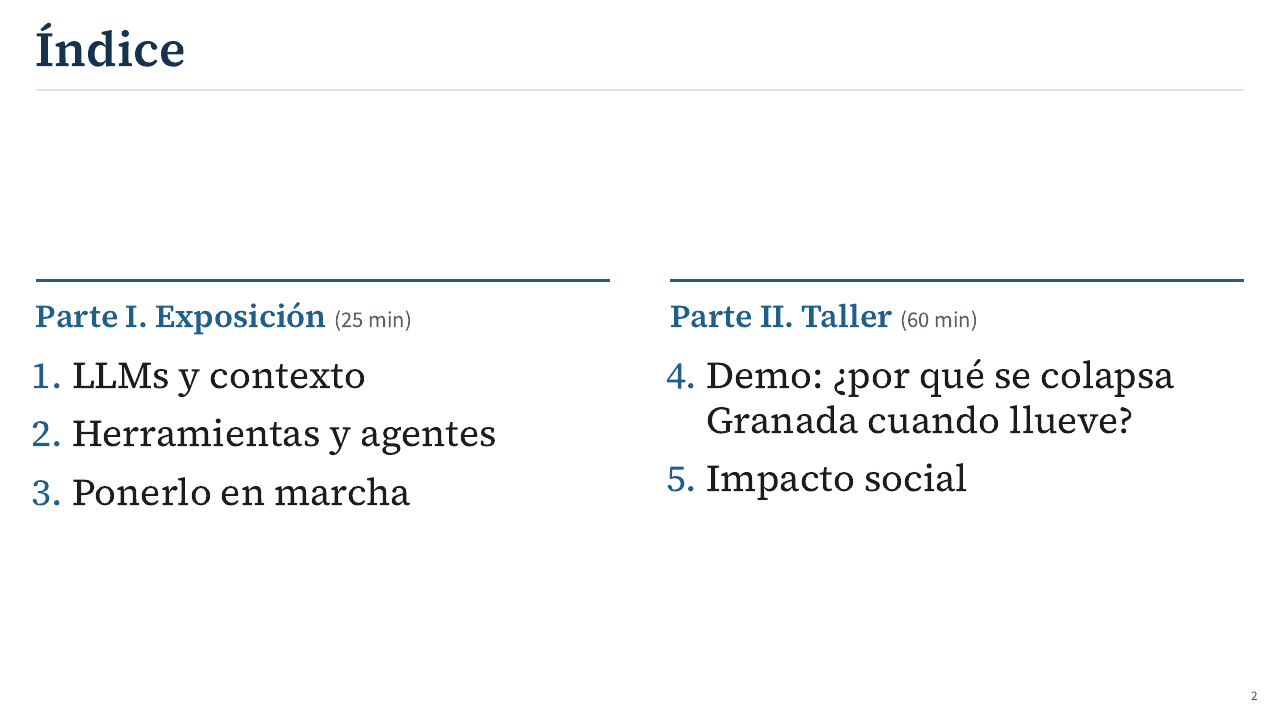 Índice
Parte I. Exposición (25 min)
1. LLMs y contexto
2. Herramientas y agentes
3. Ponerlo en marcha
Parte II. Taller (60 min)
4. Demo: ¿por qué se colapsa
Granada cuando llueve?
5. Impacto social
2